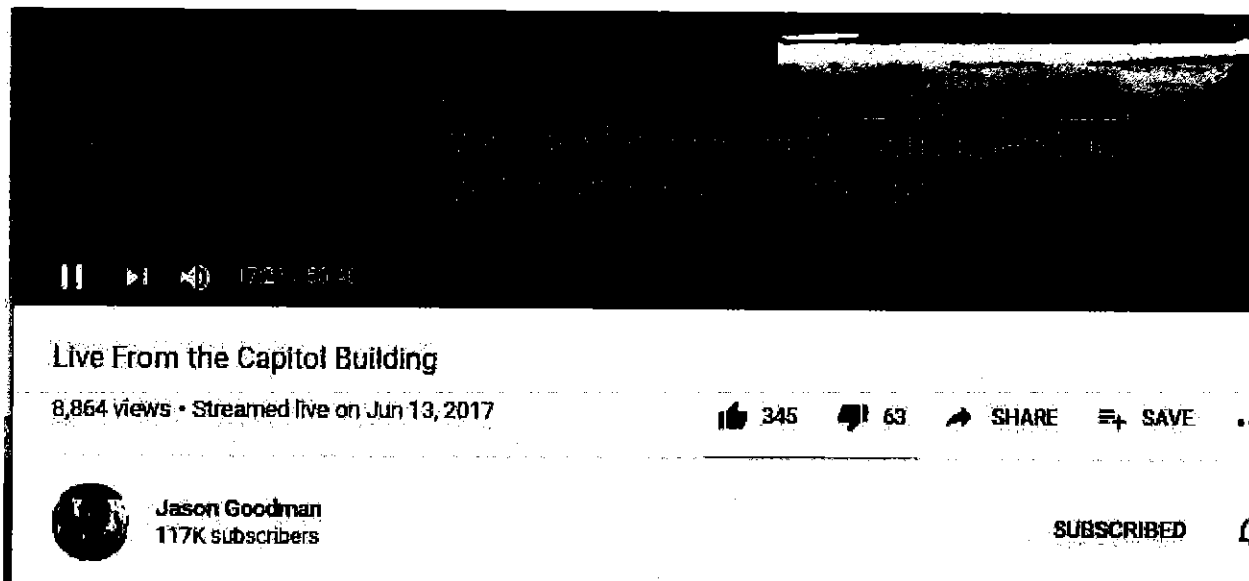 Live From the Capitol Building
8,864 views • Streamed live on Jun 13, 2017
345 63 SHARE SAVE
Jason Goodman
117K subscribers
SUBSCRIBED